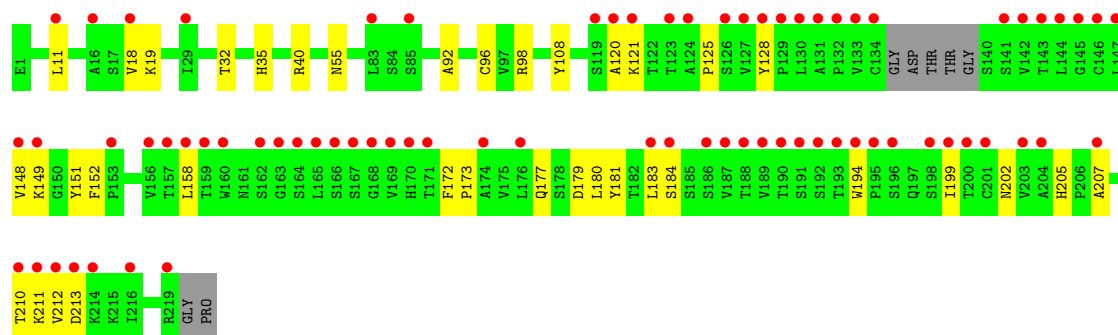 E1 L11 A16 S17 V18 K19 I29 T32 H35 R40 N55 L83 S84 S85 A92 C96 V97 R98 Y108 S119 A120 K121 T122 T123 A124 P125 S126 V127 Y128 P129 L130 A131 P132 V133 C134 GLY ASP THR THR GLY S140 S141 V142 T143 L144 G145 C146 L147
V148 K149 G150 Y151 F152 P153 V156 T157 L158 T159 W160 N161 S162 G163 S164 L165 S166 S167 G168 V169 H170 T171 F172 P173 A174 V175 L176 Q177 S178 D179 L180 Y181 T182 L183 S184 S185 S186 V187 T188 V189 T190 S191 S192 T193 W194 P195 S196 Q197 S198 I199 T200 C201 N202 V203 A204 H205 P206 A207
T210 K211 V212 D213 K214 K215 I216 R219 GLY PRO